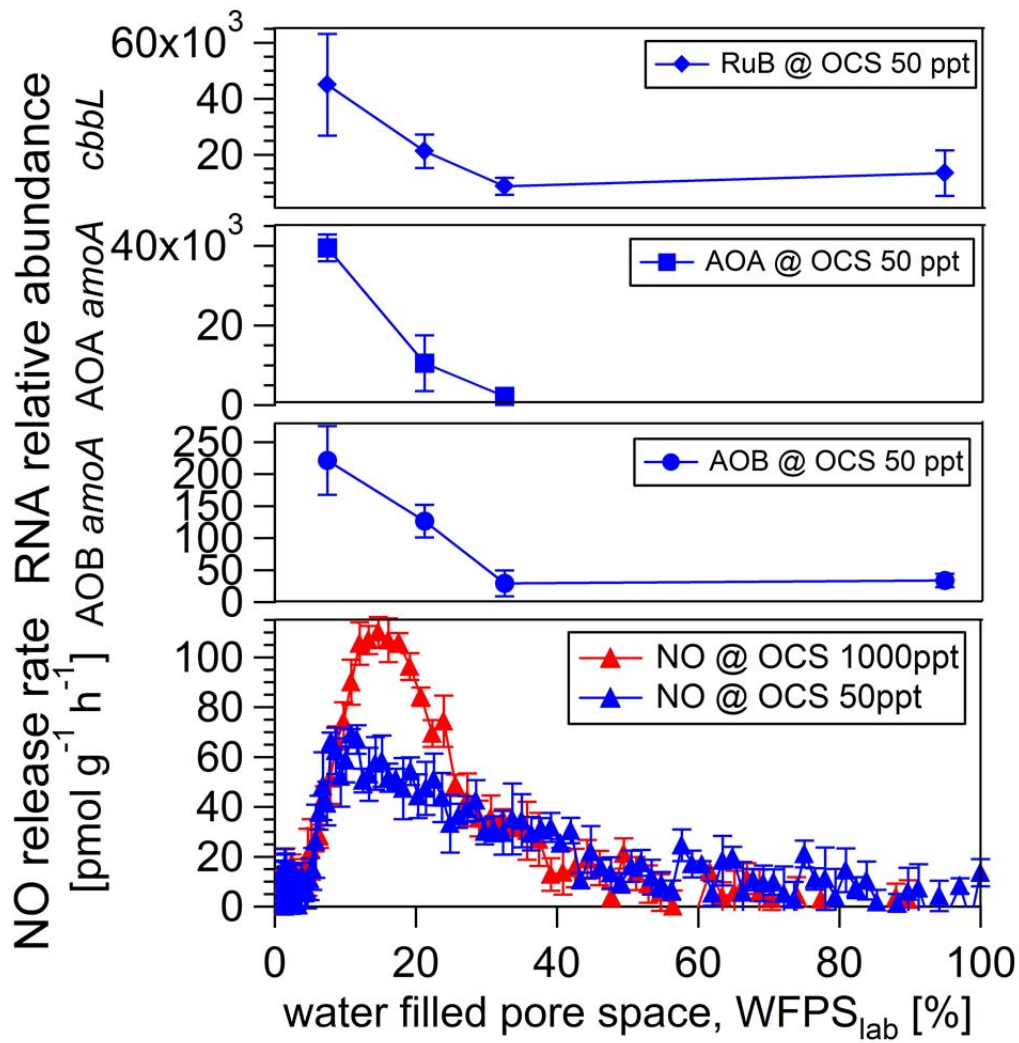 60x10³
40
20
RuB @ OCS 50 ppt
cbbL
40x10³
20
0
AOA @ OCS 50 ppt
AOA amoA
250
200
150
100
50
0
AOB @ OCS 50 ppt
AOB amoA
RNA relative abundance
100
80
60
40
20
0
NO @ OCS 1000ppt
NO @ OCS 50ppt
NO release rate
[pmol g⁻¹ h⁻¹]
0 20 40 60 80 100
water filled pore space, WFPS_lab [%]